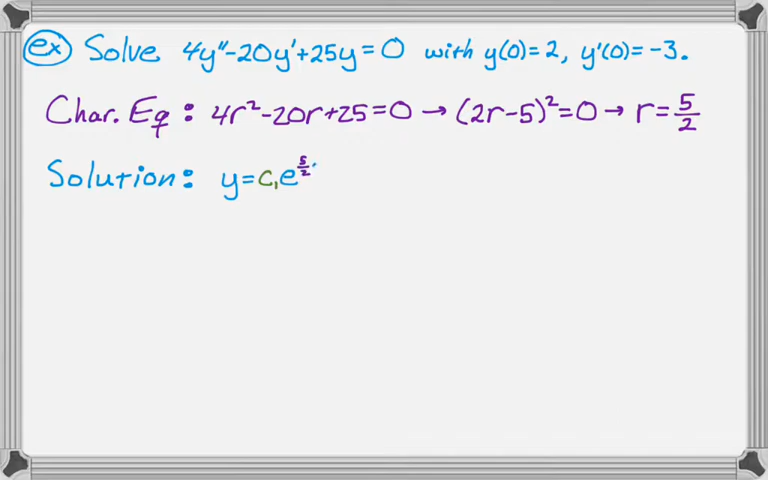 ex Solve 4y''-20y'+25y=0 with y(0)=2, y'(0)=-3.
Char. Eq: 4r²-20r+25=0 → (2r-5)²=0 → r=5/2
Solution: y=c₁e^(5/2)